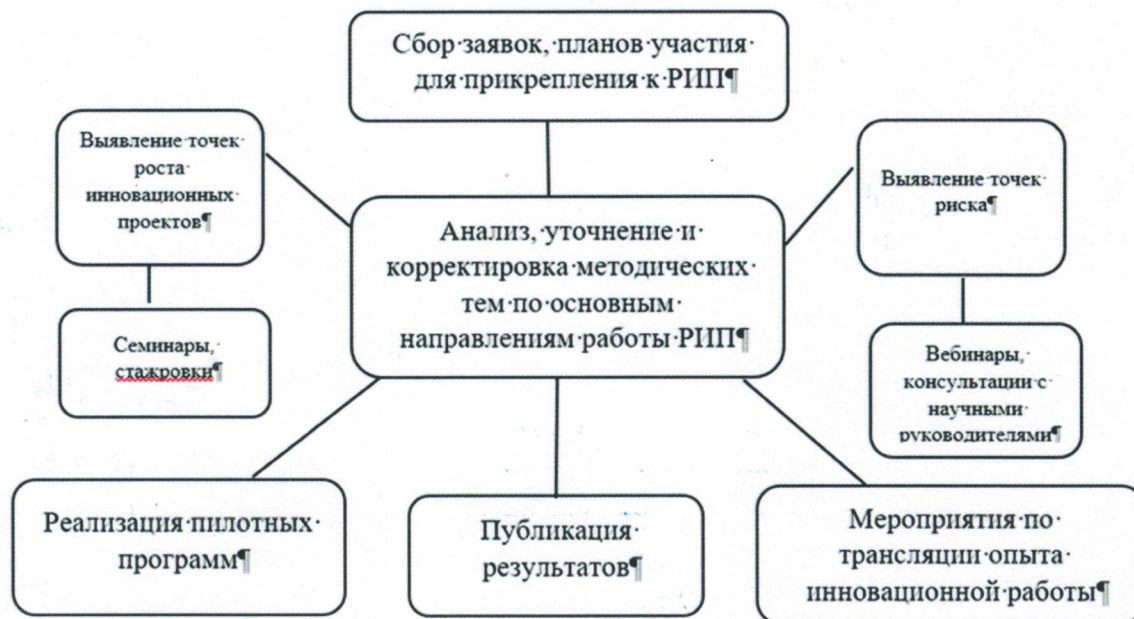 Сбор·заявок,·планов·участия·
для·прикрепления·к·РИП¶
Выявление·точек·
роста·
инновационных·
проектов¶
Выявление·точек·
риска¶
Анализ,·уточнение·и·
корректировка·методических·
тем·по·основным·
направлениям·работы·РИП¶
Семинары,·
стажровки¶
Вебинары,·
консультации·с·
научными·
руководителями¶
Реализация·пилотных·
программ¶
Публикация·
результатов¶
Мероприятия·по·
трансляции·опыта·
инновационной·работы¶